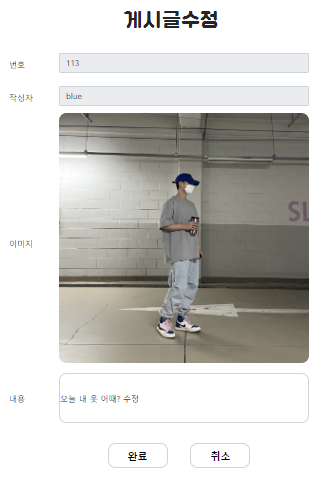 게시글수정
번호
113
작성자
blue
SL
이미지
내용
오늘 내 옷 어때? 수정
완료
취소